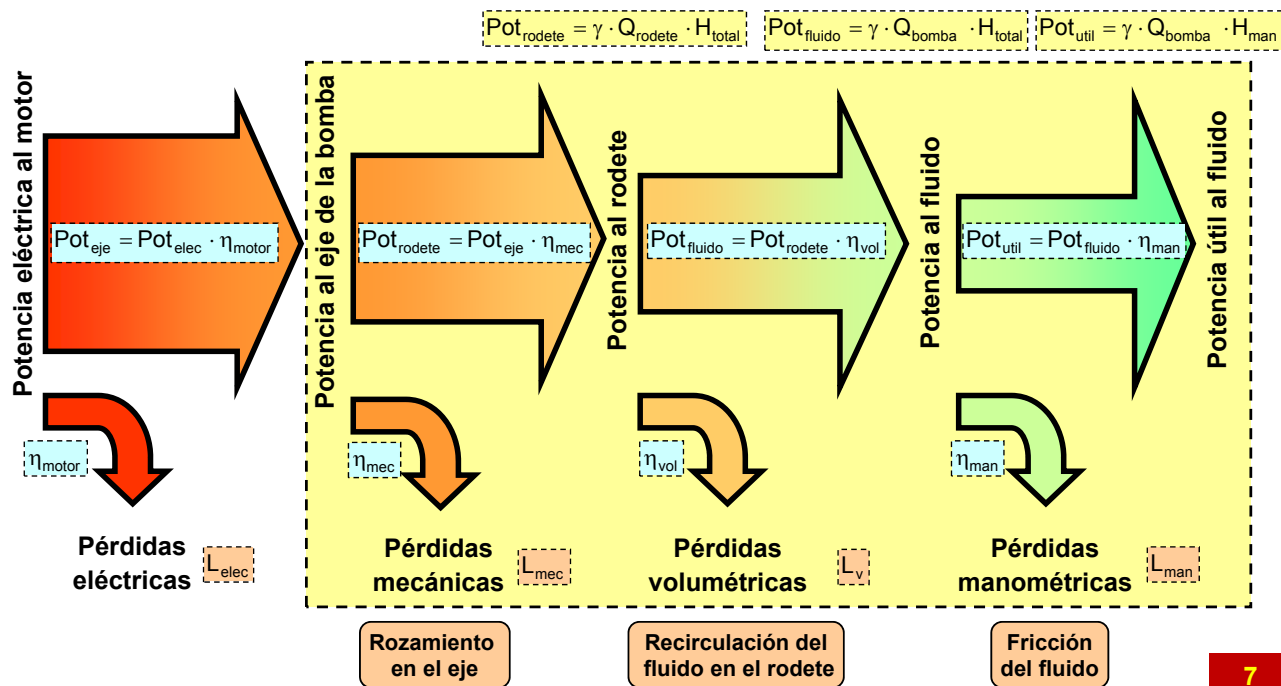 Pot_rodete = γ · Q_rodete · H_total
Pot_fluido = γ · Q_bomba · H_total
Pot_util = γ · Q_bomba · H_man
Potencia eléctrica al motor
Pot_eje = Pot_elec · η_motor
Potencia al eje de la bomba
Pot_rodete = Pot_eje · η_mec
Potencia al rodete
Pot_fluido = Pot_rodete · η_vol
Potencia al fluido
Pot_util = Pot_fluido · η_man
Potencia útil al fluido
η_motor
η_mec
η_vol
η_man
Pérdidas
eléctricas
L_elec
Pérdidas
mecánicas
L_mec
Pérdidas
volumétricas
L_v
Pérdidas
manométricas
L_man
Rozamiento
en el eje
Recirculación del
fluido en el rodete
Fricción
del fluido
7